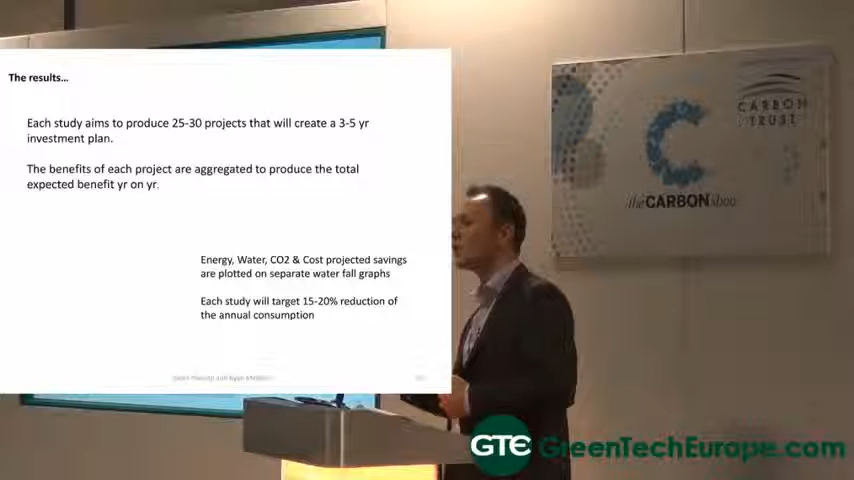 The results...
Each study aims to produce 25-30 projects that will create a 3-5 yr
investment plan.
The benefits of each project are aggregated to produce the total
expected benefit yr on yr.
Energy, Water, CO2 & Cost projected savings
are plotted on separate water fall graphs
Each study will target 15-20% reduction of
the annual consumption
CARBON
TRUST
theCARBONshow
GTE GreenTechEurope.com